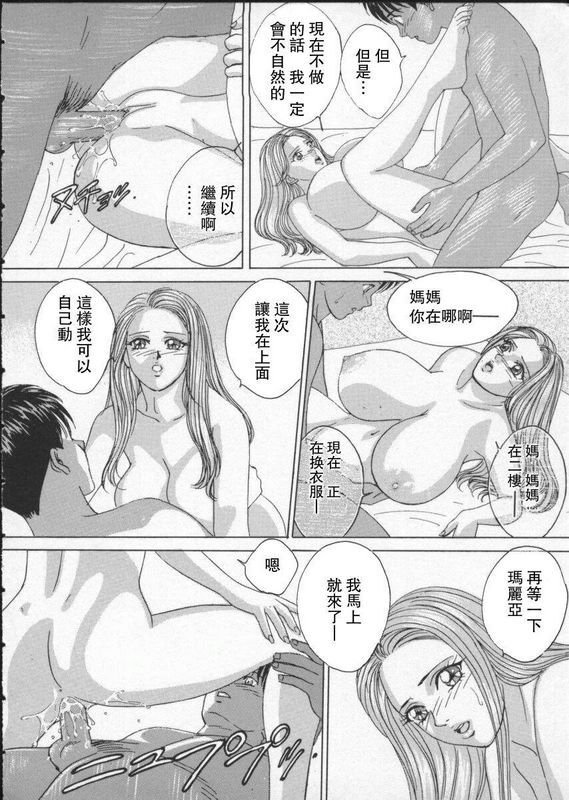 但
但是…
現在不做
的話 我一定
會不自然的
所以
繼續啊
……
ヌチョッ
媽媽
你在哪啊──
媽…媽媽
在二樓─
現在 正
在換衣服─
這次
讓我在上面
這樣我可以
自己動
再等一下
瑪麗亞
我馬上
就來了─
嗯